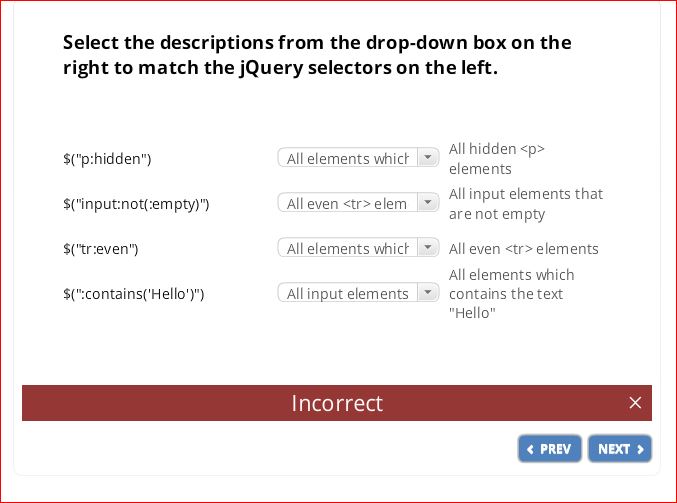 Select the descriptions from the drop-down box on the
right to match the jQuery selectors on the left.
$("p:hidden")
All elements which
All hidden <p>
elements
$("input:not(:empty)")
All even <tr> elem
All input elements that
are not empty
$("tr:even")
All elements which
All even <tr> elements
$(":contains('Hello')")
All input elements
All elements which
contains the text
"Hello"
Incorrect
PREV
NEXT